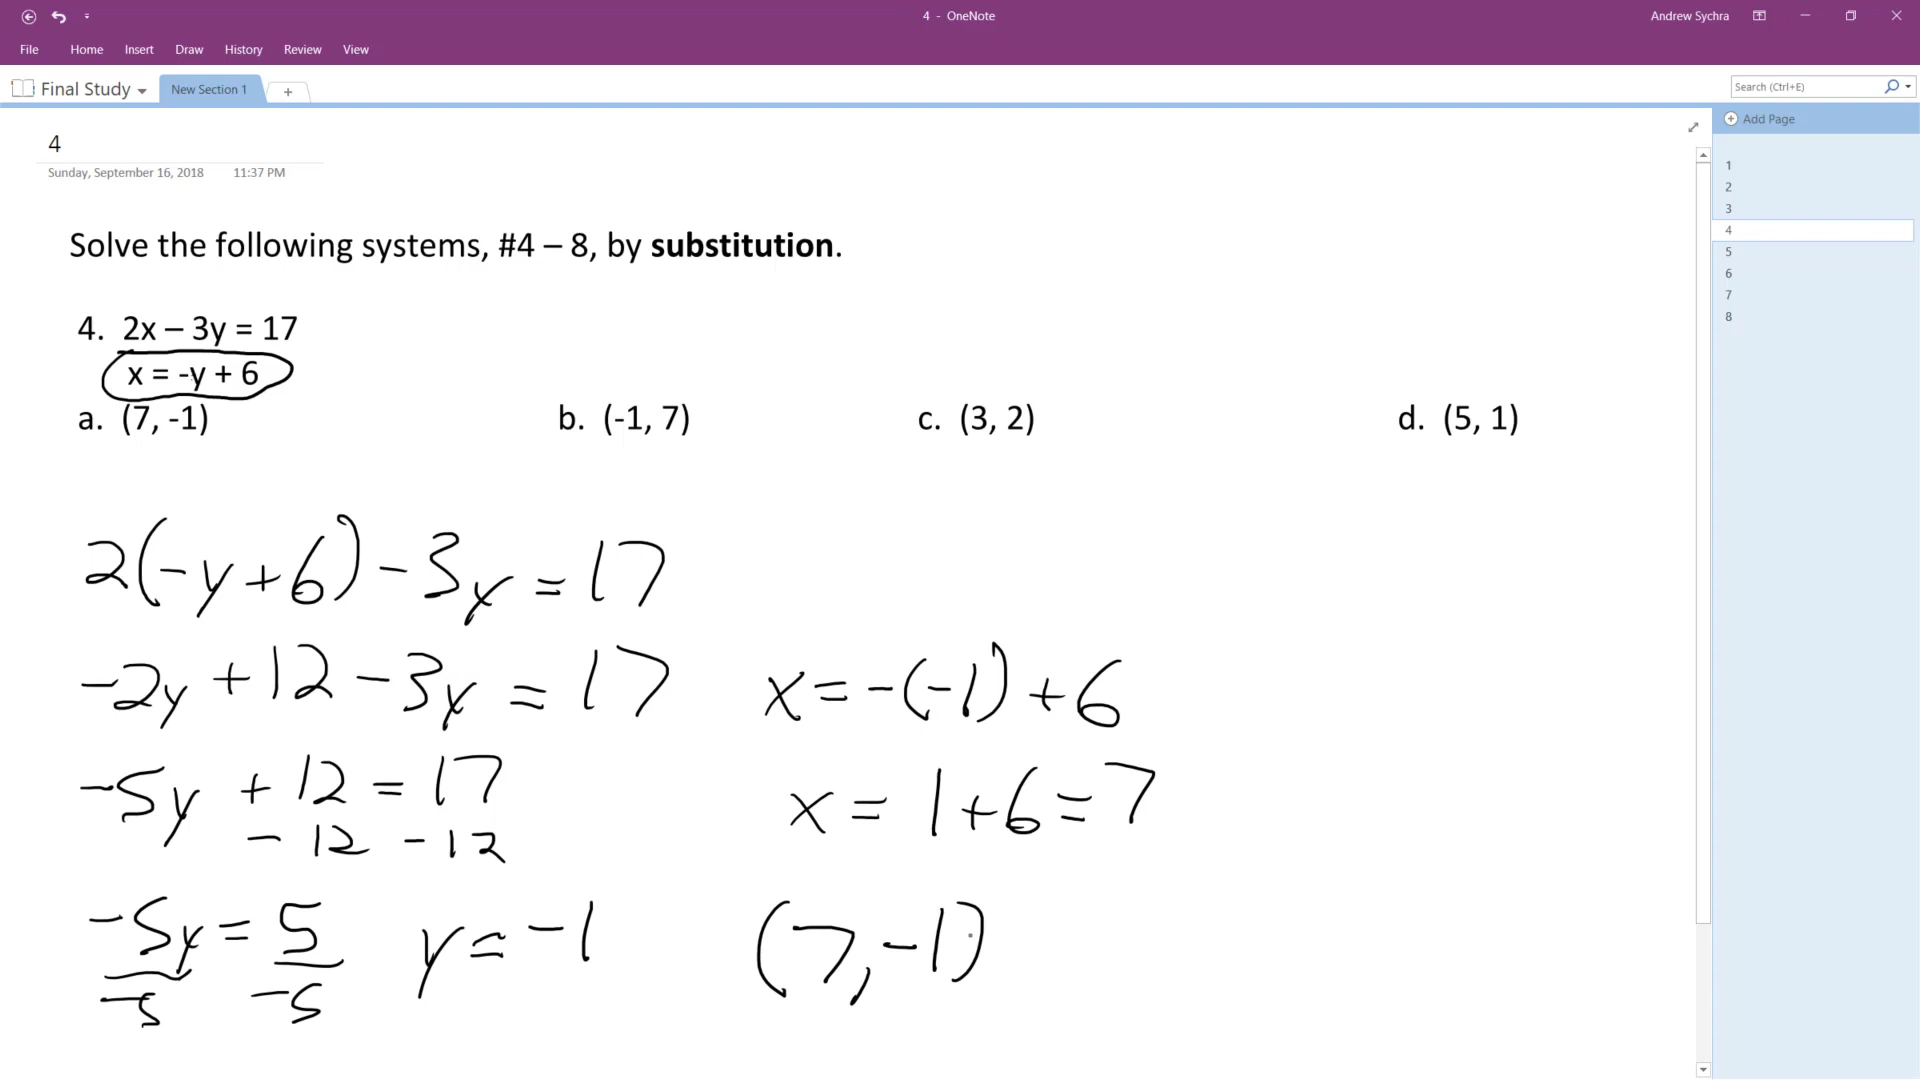 4 - OneNote
Andrew Sychra
File Home Insert Draw History Review View
Final Study
New Section 1
+
Search (Ctrl+E)
Add Page
4
Sunday, September 16, 2018 11:37 PM
1
2
3
4
5
6
7
8
Solve the following systems, #4 – 8, by substitution.
4. 2x – 3y = 17
x = -y + 6
a. (7, -1) b. (-1, 7) c. (3, 2) d. (5, 1)
2(-y+6)-3y=17
-2y+12-3y=17
-5y+12=17
-12 -12
-5y=5 y=-1
-5 -5
x=-(-1)+6
x=1+6=7
(7,-1)